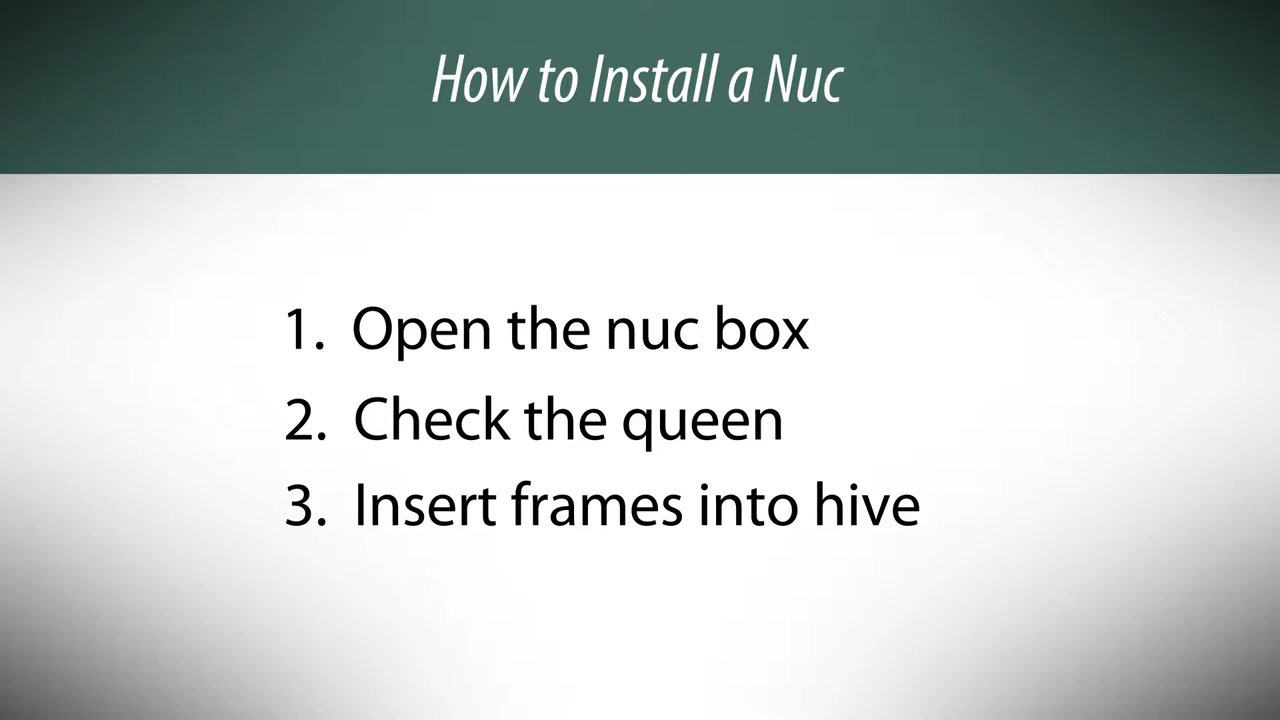 How to Install a Nuc
1. Open the nuc box
2. Check the queen
3. Insert frames into hive